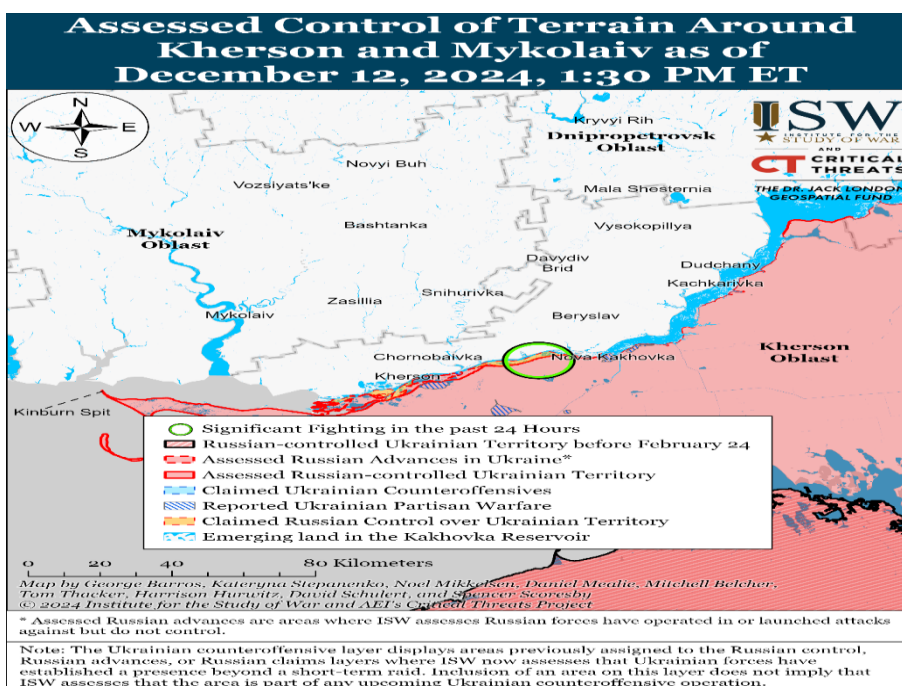 Assessed Control of Terrain Around
Kherson and Mykolaiv as of
December 12, 2024, 1:30 PM ET
N
W E
S
ISW
INSTITUTE FOR THE
STUDY OF WAR
AND
CT CRITICAL
THREATS
THE DR. JACK LONDON
GEOSPATIAL FUND
Kryvyi Rih
Dnipropetrovsk
Oblast
Novyi Buh
Vozsiyats'ke
Mala Shesternia
Bashtanka
Vysokopillya
Mykolaiv
Oblast
Davydiv
Brid
Dudchany
Kachkarivka
Snihurivka
Zasillia
Mykolaiv
Beryslav
Chornobaivka
Nova Kakhovka
Kherson
Oblast
Kherson
Kinburn Spit
Significant Fighting in the past 24 Hours
Russian-controlled Ukrainian Territory before February 24
Assessed Russian Advances in Ukraine*
Assessed Russian-controlled Ukrainian Territory
Claimed Ukrainian Counteroffensives
Reported Ukrainian Partisan Warfare
Claimed Russian Control over Ukrainian Territory
Emerging land in the Kakhovka Reservoir
0 20 40 80 Kilometers
Map by George Barros, Kateryna Stepanenko, Noel Mikkelsen, Daniel Mealie, Mitchell Belcher,
Tom Thacker, Harrison Hurwitz, David Schulert, and Spencer Scoresby
© 2024 Institute for the Study of War and AEI's Critical Threats Project
* Assessed Russian advances are areas where ISW assesses Russian forces have operated in or launched attacks
against but do not control.
Note: The Ukrainian counteroffensive layer displays areas previously assigned to the Russian control,
Russian advances, or Russian claims layers where ISW now assesses that Ukrainian forces have
established a presence beyond a short-term raid. Inclusion of an area on this layer does not imply that
ISW assesses that the area is part of any upcoming Ukrainian counteroffensive operation.